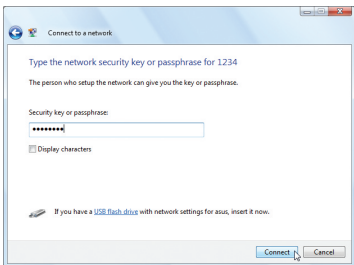 Connect to a network
Type the network security key or passphrase for 1234
The person who setup the network can give you the key or passphrase.
Security key or passphrase:
••••••••
Display characters
If you have a USB flash drive with network settings for asus, insert it now.
Connect Cancel